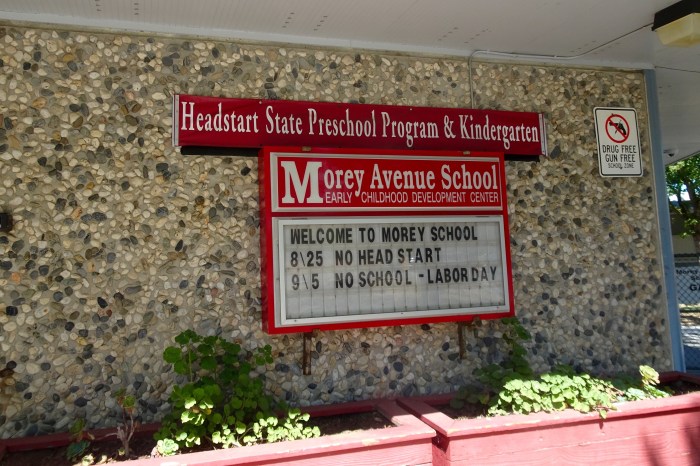 Headstart State Preschool Program & Kindergarten
Morey Avenue School
EARLY CHILDHOOD DEVELOPMENT CENTER
WELCOME TO MOREY SCHOOL
8\25 NO HEAD START
9\5 NO SCHOOL - LABOR DAY
DRUG FREE
GUN FREE
SCHOOL ZONE